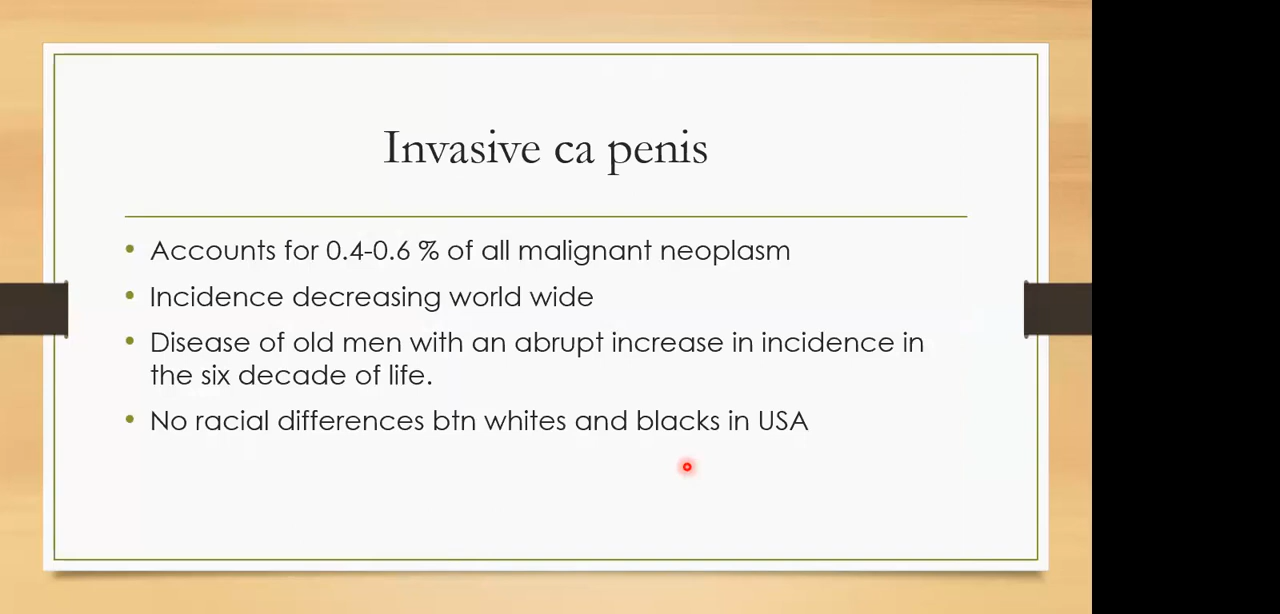 Invasive ca penis
• Accounts for 0.4-0.6 % of all malignant neoplasm
• Incidence decreasing world wide
• Disease of old men with an abrupt increase in incidence in
the six decade of life.
• No racial differences btn whites and blacks in USA